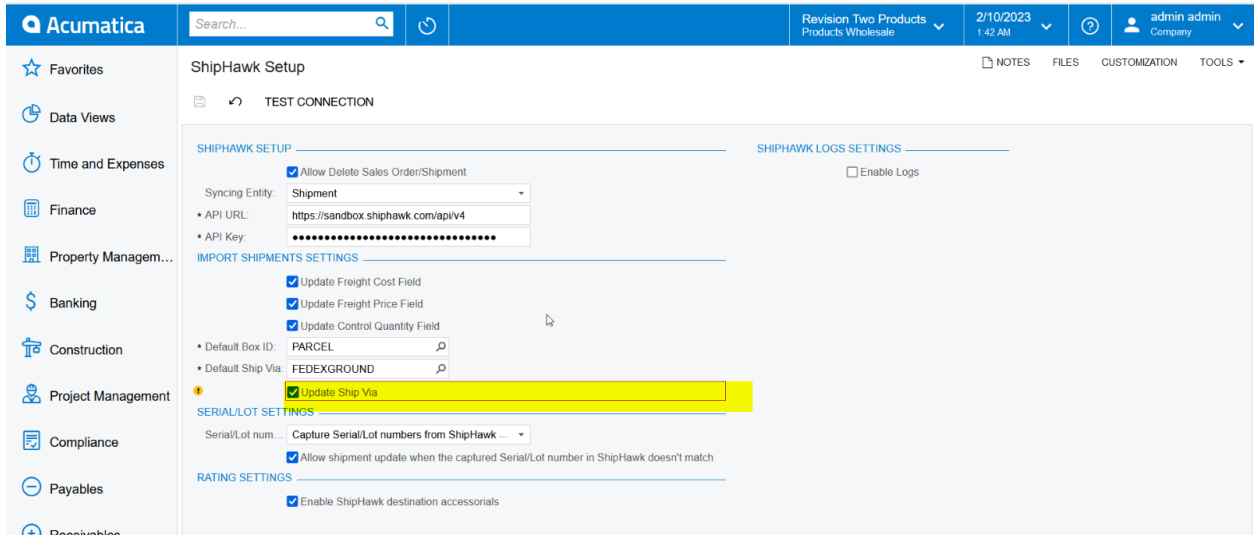 Acumatica
Search...
Revision Two Products
Products Wholesale
2/10/2023
1:42 AM
admin admin
Company
Favorites
Data Views
Time and Expenses
Finance
Property Managem...
Banking
Construction
Project Management
Compliance
Payables
Receivables
ShipHawk Setup
NOTES FILES CUSTOMIZATION TOOLS
TEST CONNECTION
SHIPHAWK SETUP
Allow Delete Sales Order/Shipment
Syncing Entity: Shipment
* API URL: https://sandbox.shiphawk.com/api/v4
* API Key: ●●●●●●●●●●●●●●●●●●●●●●●●●●●●●●●●
IMPORT SHIPMENTS SETTINGS
Update Freight Cost Field
Update Freight Price Field
Update Control Quantity Field
* Default Box ID: PARCEL
* Default Ship Via: FEDEXGROUND
Update Ship Via
SERIAL/LOT SETTINGS
Serial/Lot num... Capture Serial/Lot numbers from ShipHawk ...
Allow shipment update when the captured Serial/Lot number in ShipHawk doesn't match
RATING SETTINGS
Enable ShipHawk destination accessorials
SHIPHAWK LOGS SETTINGS
Enable Logs